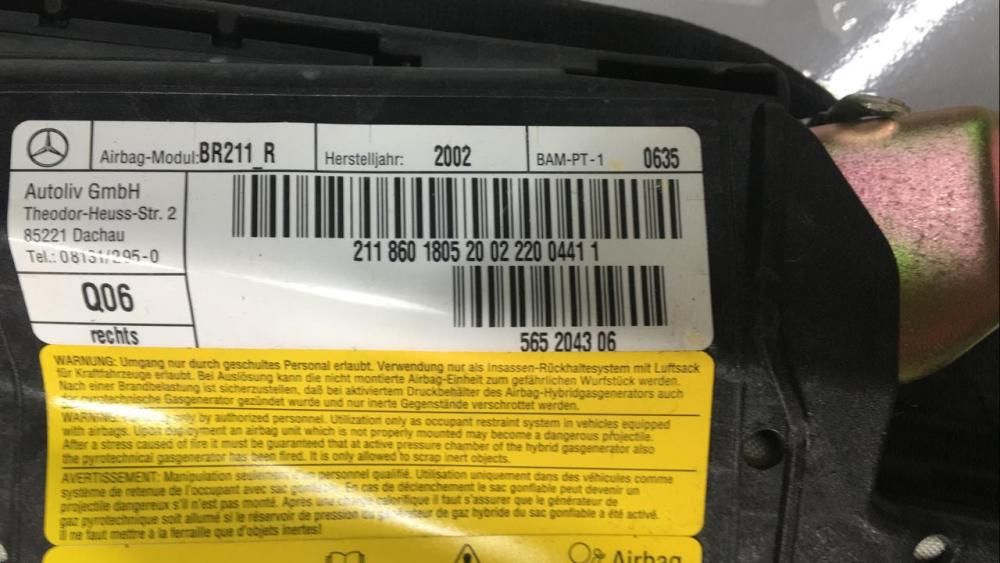 Airbag-Modul: BR211_R
Herstelljahr: 2002
BAM-PT-1 0635
Autoliv GmbH
Theodor-Heuss-Str. 2
85221 Dachau
Tel.: 08131/295-0
Q06
rechts
211 860 1805 20 02 220 0441 1
565 2043 06
WARNUNG: Umgang nur durch geschultes Personal erlaubt. Verwendung nur als Insassen-Rückhaltesystem mit Luftsack
für Kraftfahrzeuge erlaubt. Bei Auslösung kann die nicht montierte Airbag-Einheit zum gefährlichen Wurfstück werden.
Nach einer Brandbelastung ist sicherzustellen, daß bei aktiviertem Druckbehälter des Airbag-Hybridgasgenerators auch
der pyrotechnische Gasgenerator gezündet wurde und nur inerte Gegenstände verschrottet werden.
WARNING: only by authorized personel. Utilization only as occupant restraint system in vehicles equipped
with airbags. Upon deployment an airbag unit which is not properly mounted may become a dangerous projectile.
After a stress caused of fire it must be guaranteed that at active pressure chamber of the hybrid gasgenerator also
the pyrotechnical gasgenerator has been fired. It is only allowed to scrap inert objects.
AVERTISSEMENT: Manipulation seulement personnel qualifié. Utilisation uniquement dans des véhicules comme
système de retenue de l'occupant avec sac gonflable. En cas de déclenchement le sac gonflable peut devenir un
projectile dangereux s'il n'est pas monté. Après une charge calorifique il faut s'assurer que le générateur de
gaz pyrotechnique soit allumé si le réservoir de pression du générateur de gaz hybride du sac gonflable a été activé.
Il ne faut mettre à la ferraille que d'objets inertes!
Airbag